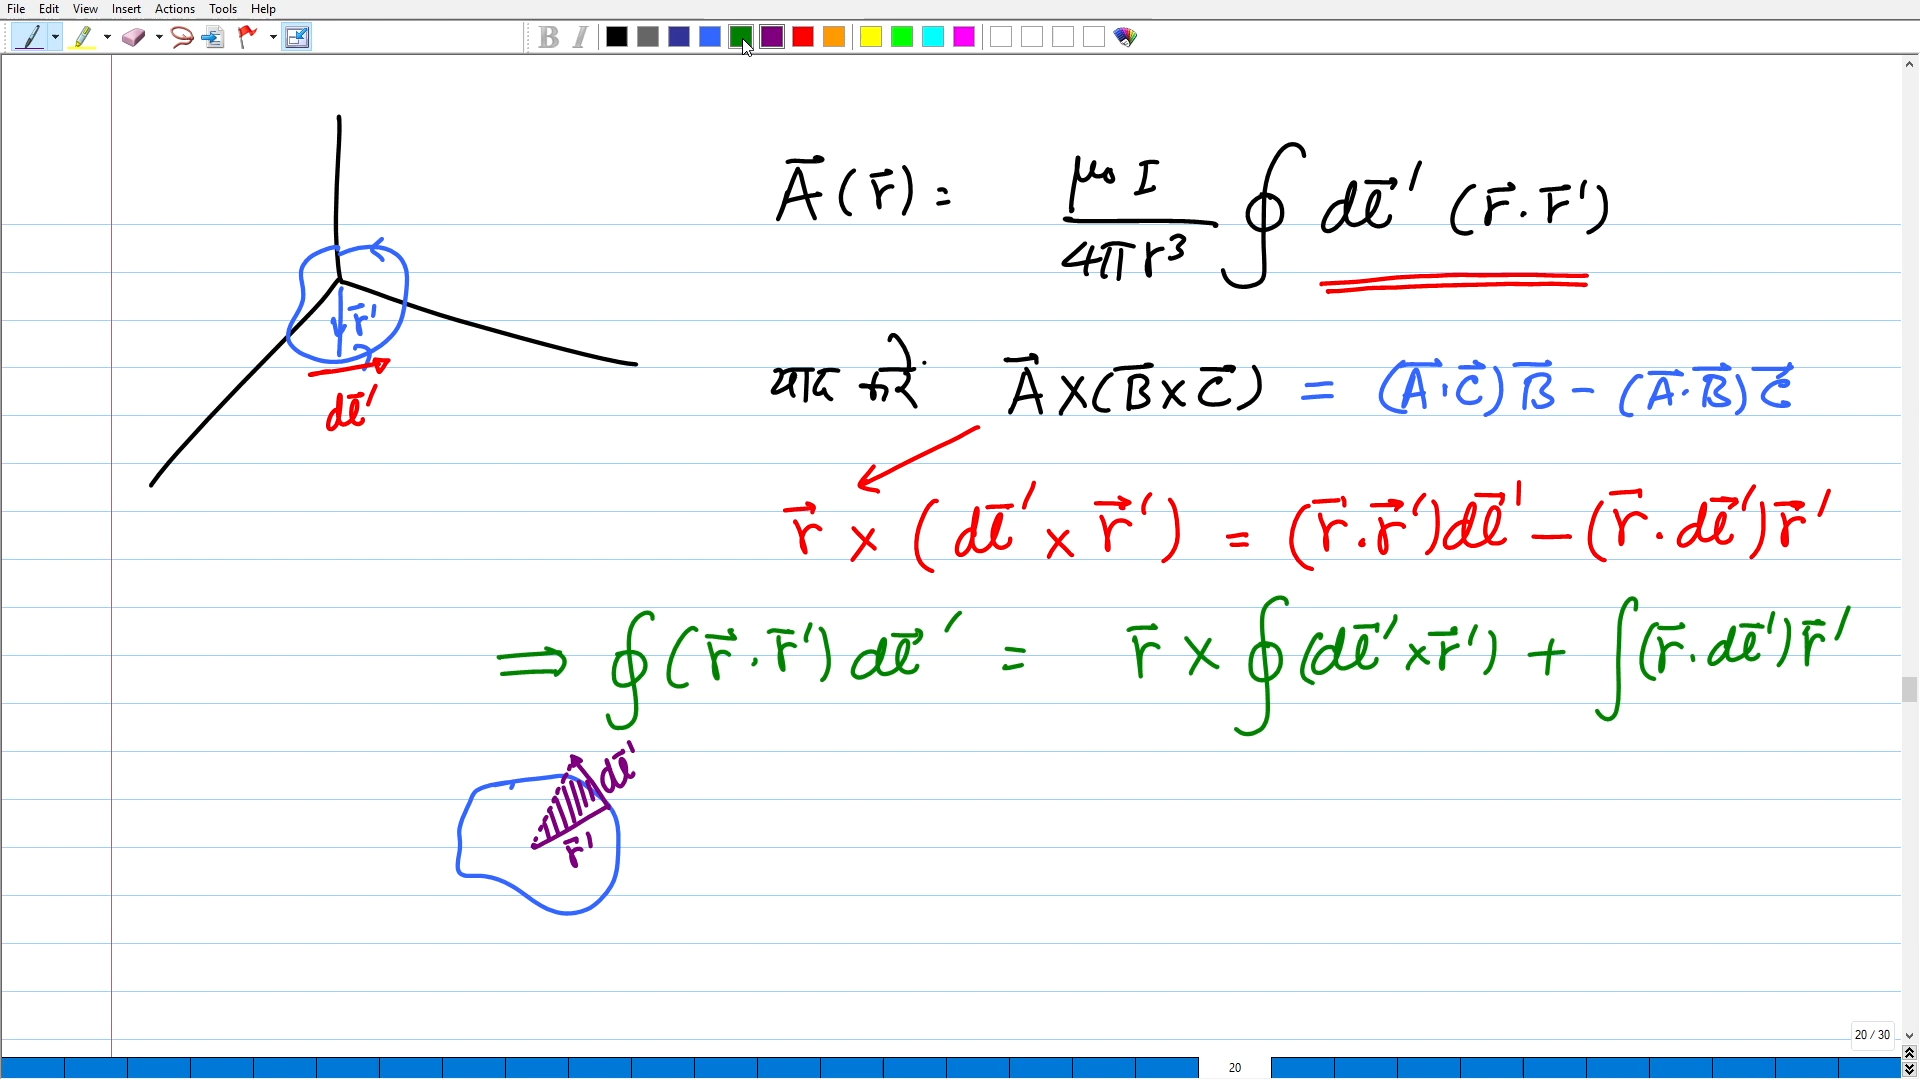 File Edit View Insert Actions Tools Help
B I
A⃗(r⃗) = μ₀I / 4πr³ ∮ dl⃗′ (r⃗ . r⃗′)
r⃗′
dl⃗′
याद करें A⃗ × (B⃗ × C⃗) = (A⃗ · C⃗) B⃗ − (A⃗ · B⃗) C⃗
r⃗ × (dl⃗′ × r⃗′) = (r⃗ . r⃗′) dl⃗′ − (r⃗ . dl⃗′) r⃗′
⟹ ∮ (r⃗ . r⃗′) dl⃗′ = r⃗ × ∮ (dl⃗′ × r⃗′) + ∫ (r⃗ . dl⃗′) r⃗′
dl⃗′
r⃗′
20 / 30
20